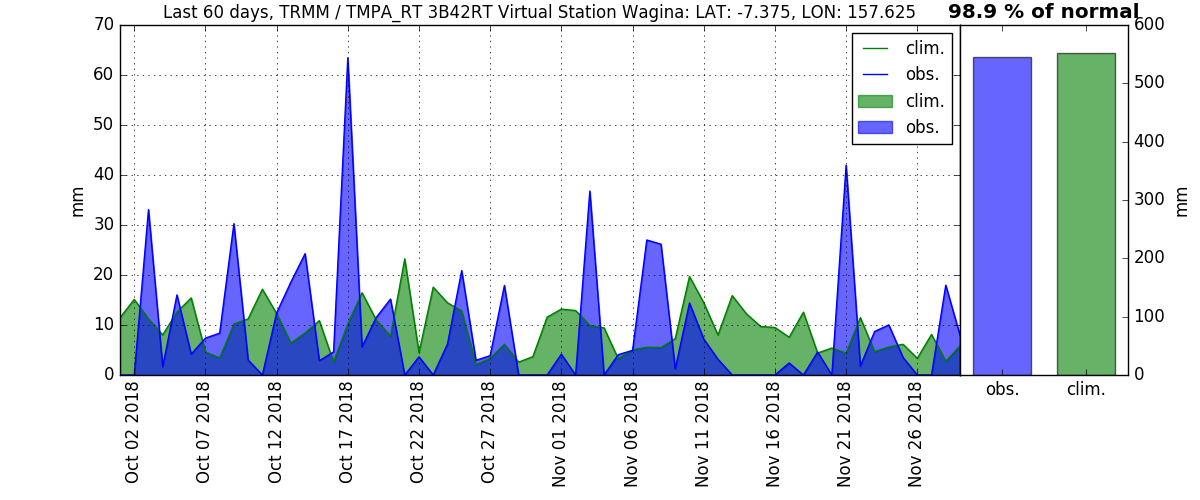 Last 60 days, TRMM / TMPA_RT 3B42RT Virtual Station Wagina: LAT: -7.375, LON: 157.625
98.9 % of normal
70
60
50
40
30
20
10
0
mm
clim.
obs.
clim.
obs.
600
500
400
300
200
100
0
mm
Oct 02 2018
Oct 07 2018
Oct 12 2018
Oct 17 2018
Oct 22 2018
Oct 27 2018
Nov 01 2018
Nov 06 2018
Nov 11 2018
Nov 16 2018
Nov 21 2018
Nov 26 2018
obs.
clim.